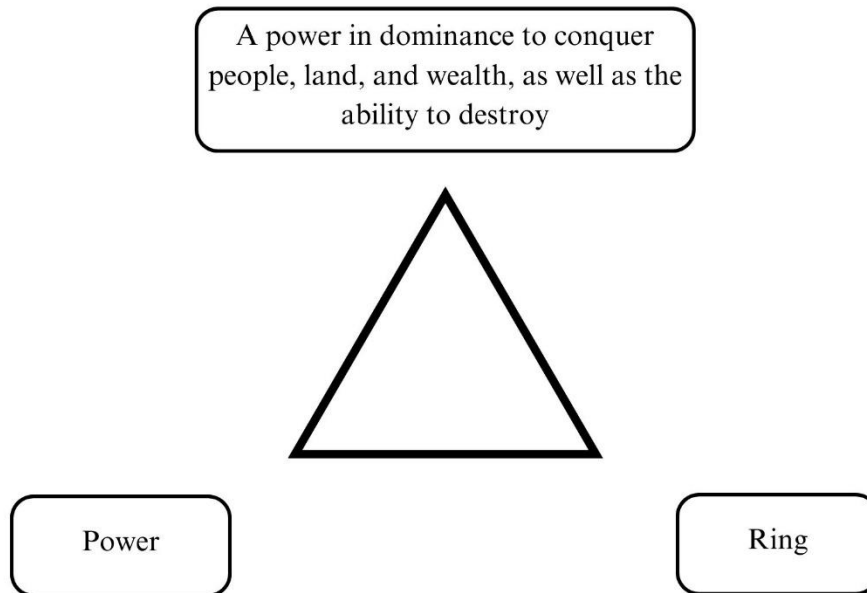 A power in dominance to conquer
people, land, and wealth, as well as the
ability to destroy
Power
Ring